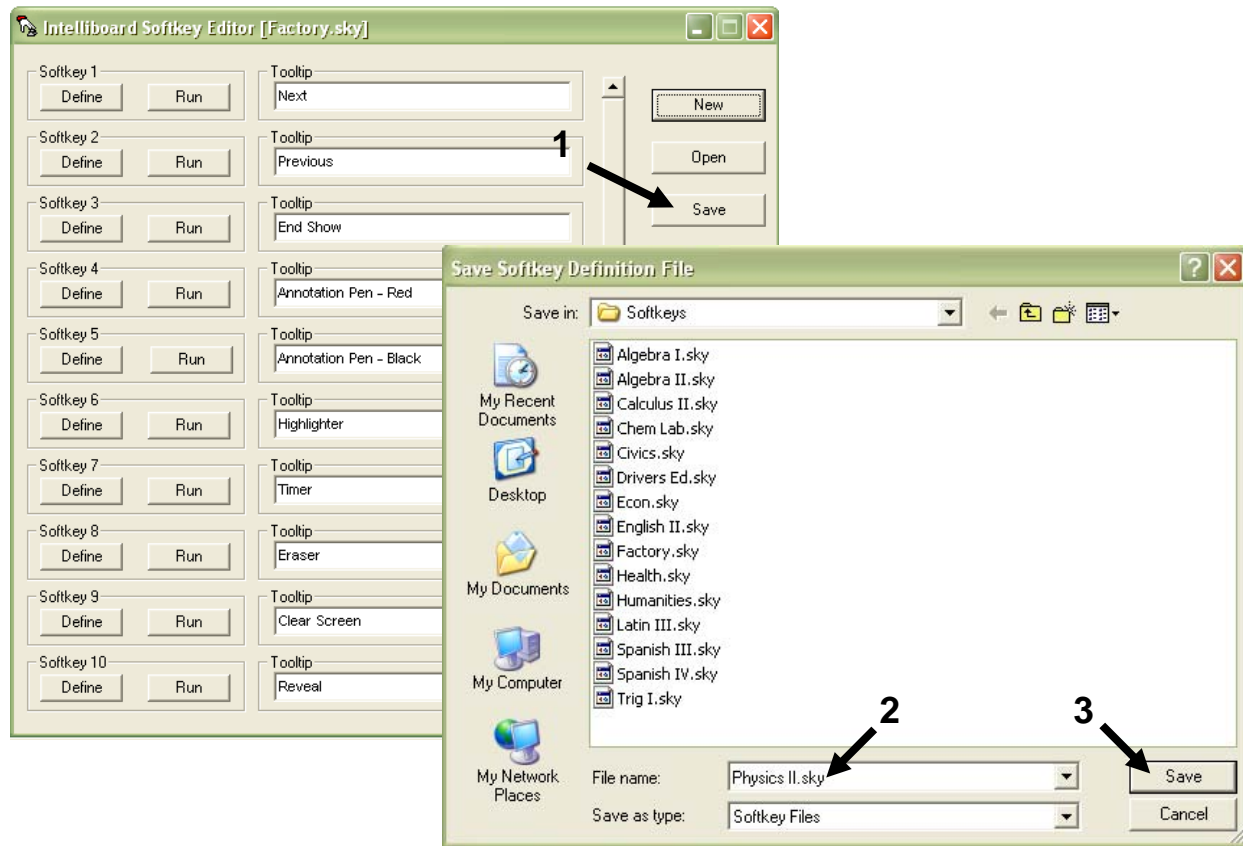 Intelliboard Softkey Editor [Factory.sky]
Softkey 1
Define Run
Tooltip
Next
New
Softkey 2
Define Run
Tooltip
Previous
1
Open
Softkey 3
Define Run
Tooltip
End Show
Save
Softkey 4
Define Run
Tooltip
Annotation Pen - Red
Softkey 5
Define Run
Tooltip
Annotation Pen - Black
Softkey 6
Define Run
Tooltip
Highlighter
Softkey 7
Define Run
Tooltip
Timer
Softkey 8
Define Run
Tooltip
Eraser
Softkey 9
Define Run
Tooltip
Clear Screen
Softkey 10
Define Run
Tooltip
Reveal
Save Softkey Definition File
Save in: Softkeys
My Recent
Documents
Desktop
My Documents
My Computer
My Network
Places
Algebra I.sky
Algebra II.sky
Calculus II.sky
Chem Lab.sky
Civics.sky
Drivers Ed.sky
Econ.sky
English II.sky
Factory.sky
Health.sky
Humanities.sky
Latin III.sky
Spanish III.sky
Spanish IV.sky
Trig I.sky
2 3
File name: Physics II.sky Save
Save as type: Softkey Files Cancel